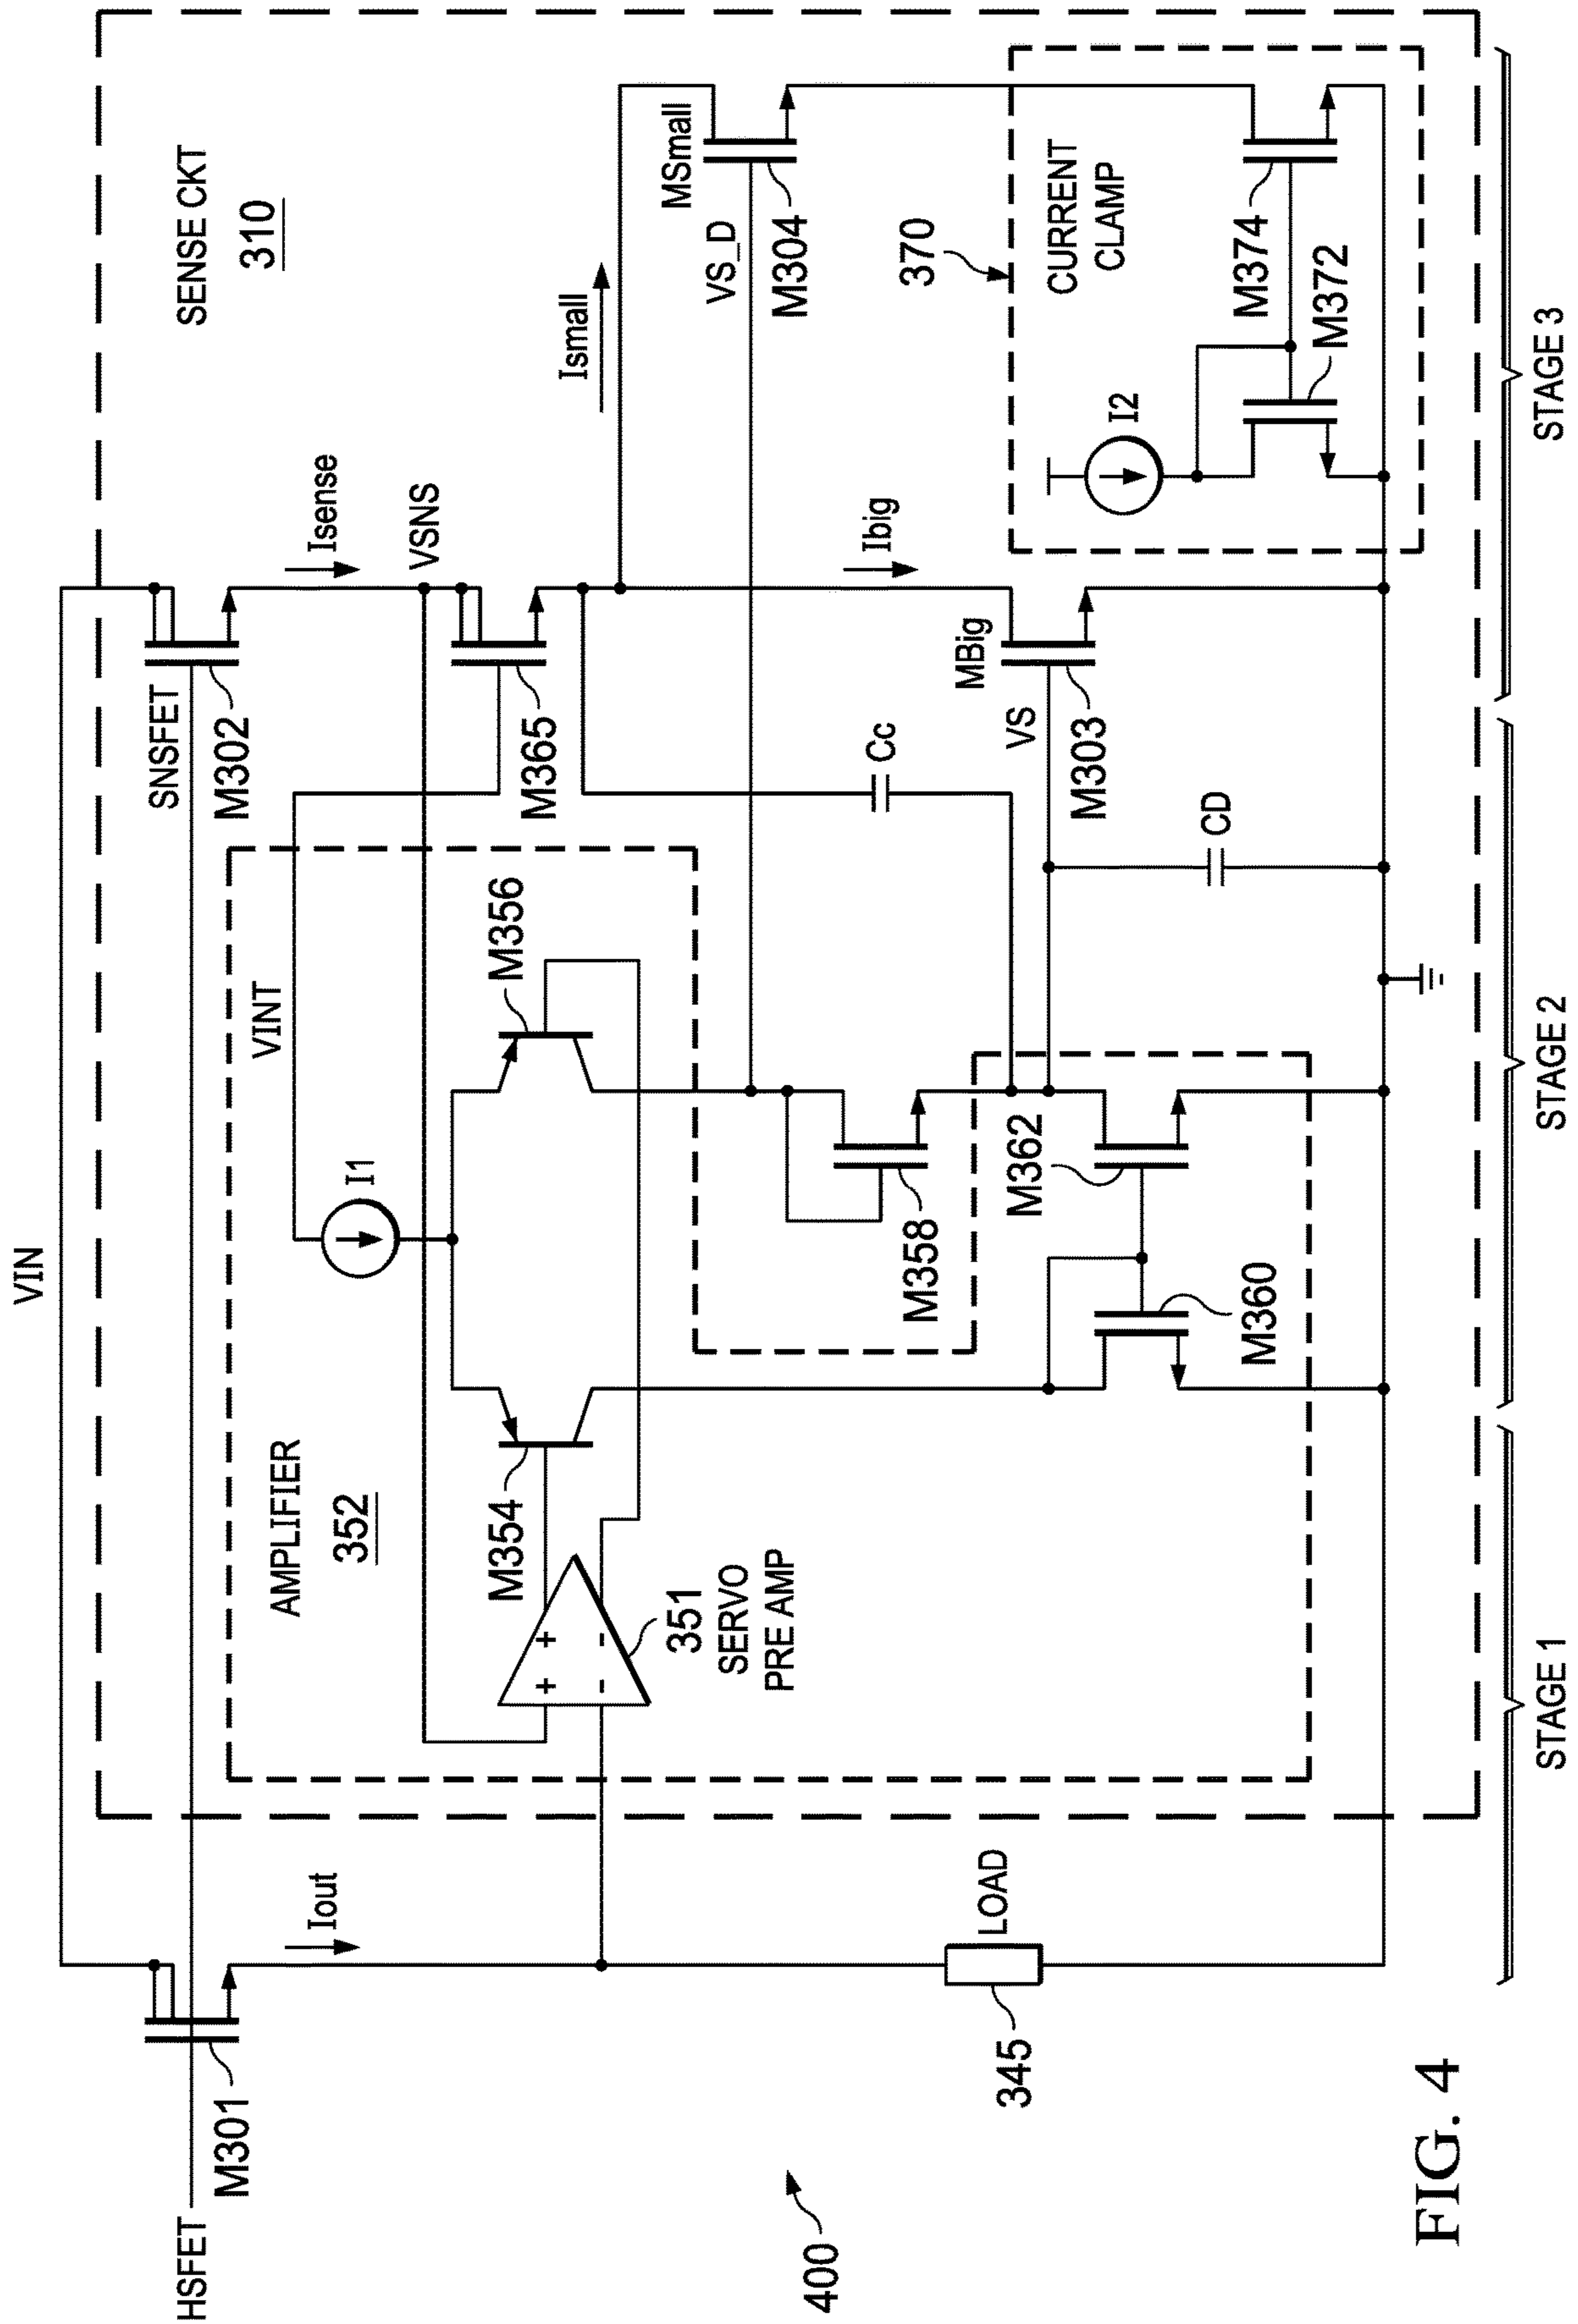 VIN
SENSE CKT
310
HSFET
M301
Iout
SNSFET
M302
Isense
VINT
VSNS
M365
AMPLIFIER
352
I1
M354
M356
351
SERVO
PRE AMP
+
+
-
-
Ismall
MSmall
VS_D
M304
Cc
Ibig
MBig
VS
M303
M358
M362
M360
CD
370
CURRENT
CLAMP
I2
M372
M374
LOAD
345
400
STAGE 1
STAGE 2
STAGE 3
FIG. 4